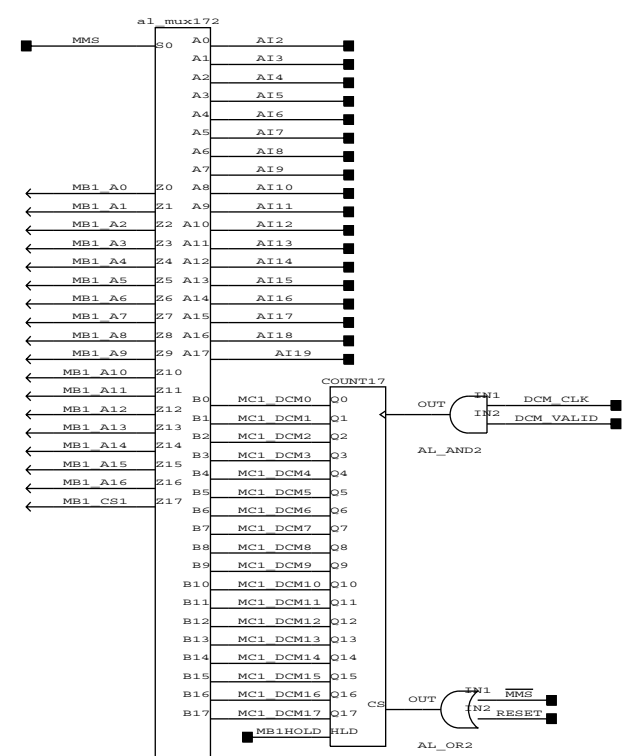 al_mux172
MMS S0 A0 AI2
A1 AI3
A2 AI4
A3 AI5
A4 AI6
A5 AI7
A6 AI8
A7 AI9
MB1_A0 Z0 A8 AI10
MB1_A1 Z1 A9 AI11
MB1_A2 Z2 A10 AI12
MB1_A3 Z3 A11 AI13
MB1_A4 Z4 A12 AI14
MB1_A5 Z5 A13 AI15
MB1_A6 Z6 A14 AI16
MB1_A7 Z7 A15 AI17
MB1_A8 Z8 A16 AI18
MB1_A9 Z9 A17 AI19
MB1_A10 Z10
COUNT17
MB1_A11 Z11 B0 MC1_DCM0 Q0 OUT IN1 DCM_CLK
MB1_A12 Z12 B1 MC1_DCM1 Q1 IN2 DCM_VALID
MB1_A13 Z13 B2 MC1_DCM2 Q2
MB1_A14 Z14 B3 MC1_DCM3 Q3 AL_AND2
MB1_A15 Z15 B4 MC1_DCM4 Q4
MB1_A16 Z16 B5 MC1_DCM5 Q5
MB1_CS1 Z17 B6 MC1_DCM6 Q6
B7 MC1_DCM7 Q7
B8 MC1_DCM8 Q8
B9 MC1_DCM9 Q9
B10 MC1_DCM10 Q10
B11 MC1_DCM11 Q11
B12 MC1_DCM12 Q12
B13 MC1_DCM13 Q13
B14 MC1_DCM14 Q14
B15 MC1_DCM15 Q15
B16 MC1_DCM16 Q16 CS OUT IN1 MMS
B17 MC1_DCM17 Q17 IN2 RESET
MB1HOLD HLD
AL_OR2